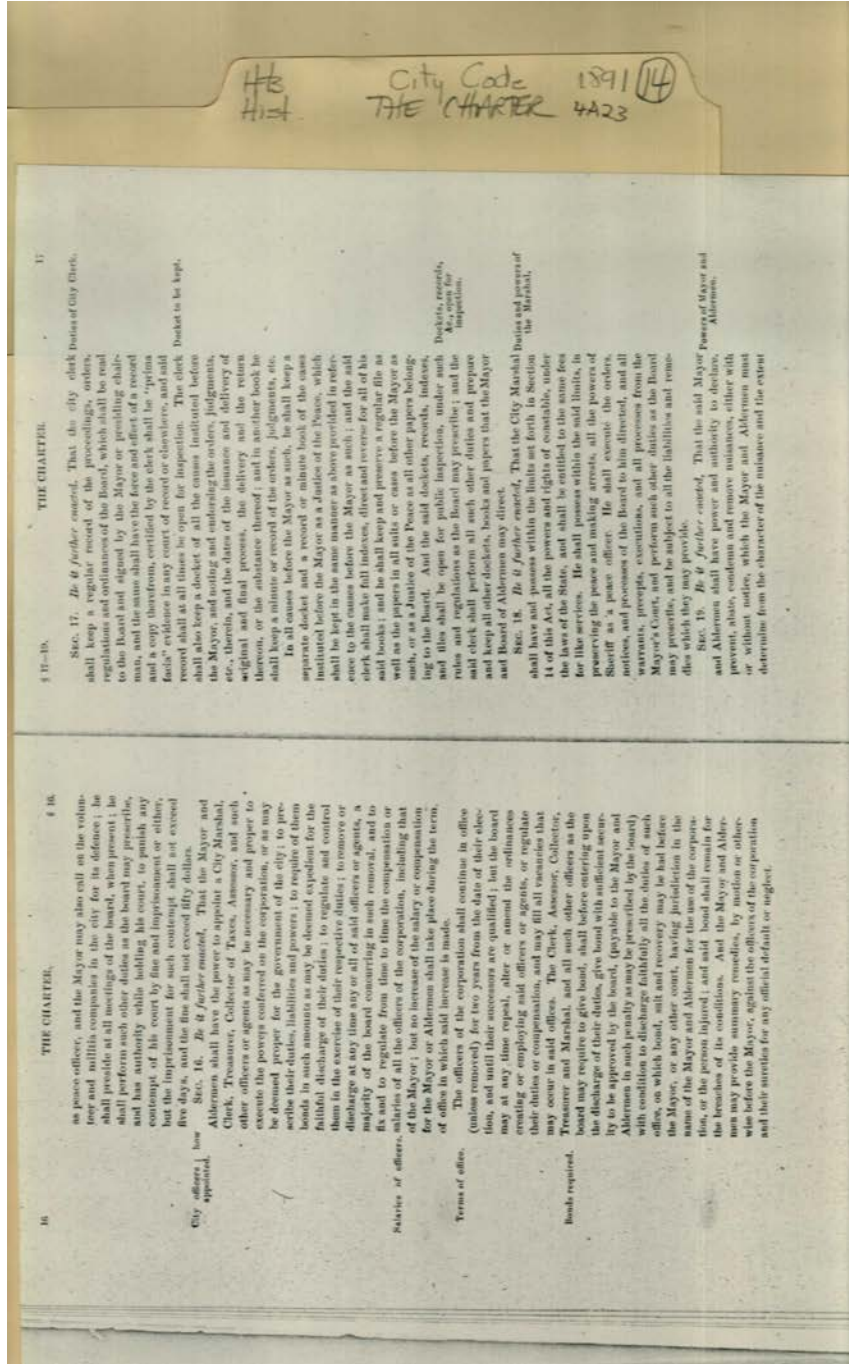 HB City Code 1891 (14)
Hist THE CHARTER 4A23
16 THE CHARTER. § 16.
as peace officer, and the Mayor may also call on the volun-
teer and militia companies in the city for its defence; he
shall preside at all meetings of the board, when present; he
shall perform such other duties as the board may prescribe,
and has authority while holding his court, to punish any
contempt of his court by fine and imprisonment or either,
but the imprisonment for such contempt shall not exceed
five days, and the fine shall not exceed fifty dollars.
City officers; how
appointed.
SEC. 16. Be it further enacted, That the Mayor and
Aldermen shall have the power to appoint a City Marshal,
Clerk, Treasurer, Collector of Taxes, Assessor, and such
other officers or agents as may be necessary and proper to
execute the powers conferred on the corporation, or as may
be deemed proper for the government of the city; to pre-
scribe their duties, liabilities and powers; to require of them
bonds in such amounts as may be deemed expedient for the
faithful discharge of their duties; to regulate and control
them in the exercise of their respective duties; to remove or
discharge at any time any or all of said officers or agents, a
majority of the board concurring in such removal, and to
fix and to regulate from time to time the compensation or
Salaries of officers.
salaries of all the officers of the corporation, including that
of the Mayor; but no increase of the salary or compensation
for the Mayor or Aldermen shall take place during the term
of office in which said increase is made.
Terms of office.
The officers of the corporation shall continue in office
(unless removed) for two years from the date of their elec-
tion, and until their successors are qualified; but the board
may at any time repeal, alter or amend the ordinances
creating or employing said officers or agents, or regulate
their duties or compensation, and may fill all vacancies that
may occur in said offices. The Clerk, Assessor, Collector,
Bonds required.
Treasurer and Marshal, and all such other officers as the
board may require to give bond, shall before entering upon
the discharge of their duties, give bond with sufficient secur-
ity to be approved by the board, (payable to the Mayor and
Aldermen in such penalty as may be prescribed by the board)
with condition to discharge faithfully all the duties of such
office, on which bond, suit and recovery may be had before
the Mayor, or any other court, having jurisdiction in the
name of the Mayor and Aldermen for the use of the corpora-
tion, or the person injured; and said bond shall remain for
the breaches of its conditions. And the Mayor and Alder-
men may provide summary remedies, by motion or other-
wise before the Mayor, against the officers of the corporation
and their sureties for any official default or neglect.
§ 17-19. THE CHARTER. 17
SEC. 17. Be it further enacted. That the city clerk
Duties of City Clerk.
shall keep a regular record of the proceedings, orders,
regulations and ordinances of the Board, which shall be read
to the Board and signed by the Mayor or presiding chair-
man, and the same shall have the force and effect of a record
and a copy therefrom, certified by the clerk shall be "prima
facia" evidence in any court of record or elsewhere, and said
record shall at all times be open for inspection. The clerk
Docket to be kept.
shall also keep a docket of all the causes instituted before
the Mayor, and noting and endorsing the orders, judgments,
etc., therein, and the dates of the issuance and delivery of
original and final process, the delivery and the return
thereon, or the substance thereof; and in another book he
shall keep a minute or record of the orders, judgments, etc.
In all causes before the Mayor as such, he shall keep a
separate docket and a record or minute book of the cases
instituted before the Mayor as a Justice of the Peace, which
shall be kept in the same manner as above provided in refer-
ence to the causes before the Mayor as such; and the said
clerk shall make full indexes, direct and reverse for all of his
said books; and he shall keep and preserve a regular file as
well as the papers in all suits or cases before the Mayor as
such, or as a Justice of the Peace as all other papers belong-
ing to the Board. And the said dockets, records, indexes,
Dockets, records,
&c., open for
inspection.
and files shall be open for public inspection, under such
rules and regulations as the Board may prescribe; and the
said clerk shall perform all such other duties and prepare
and keep all other dockets, books and papers that the Mayor
and Board of Aldermen may direct.
SEC. 18. Be it further enacted, That the City Marshal
Duties and powers of
the Marshal.
shall have and possess within the limits set forth in Section
14 of this Act, all the powers and rights of constable, under
the laws of the State, and shall be entitled to the same fees
for like services. He shall possess within the said limits, in
preserving the peace and making arrests, all the powers of
Sheriff as a peace officer. He shall execute the orders,
notices, and processes of the Board to him directed, and all
warrants, precepts, executions, and all processes from the
Mayor's Court, and perform such other duties as the Board
may prescribe, and be subject to all the liabilities and reme-
dies which they may provide.
SEC. 19. Be it further enacted, That the said Mayor
Powers of Mayor and
Aldermen.
and Aldermen shall have power and authority to declare,
prevent, abate, condemn and remove nuisances, either with
or without notice, which the Mayor and Aldermen must
determine from the character of the nuisance and the extent